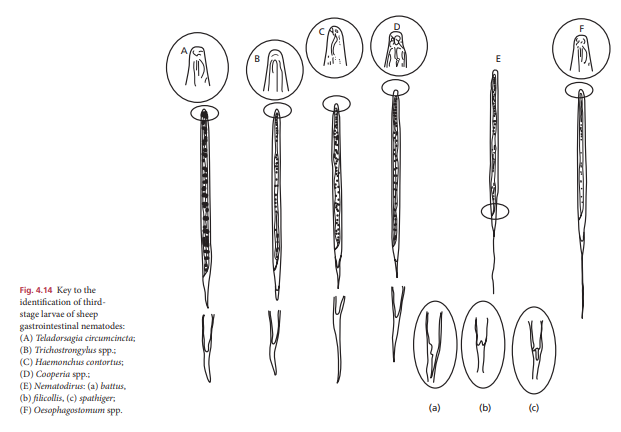 A
B
C
D
E
F
Fig. 4.14 Key to the
identification of third-
stage larvae of sheep
gastrointestinal nematodes:
(A) Teladorsagia circumcincta;
(B) Trichostrongylus spp.;
(C) Haemonchus contortus;
(D) Cooperia spp.;
(E) Nematodirus: (a) battus,
(b) filicollis, (c) spathiger;
(F) Oesophagostomum spp.
(a)
(b)
(c)